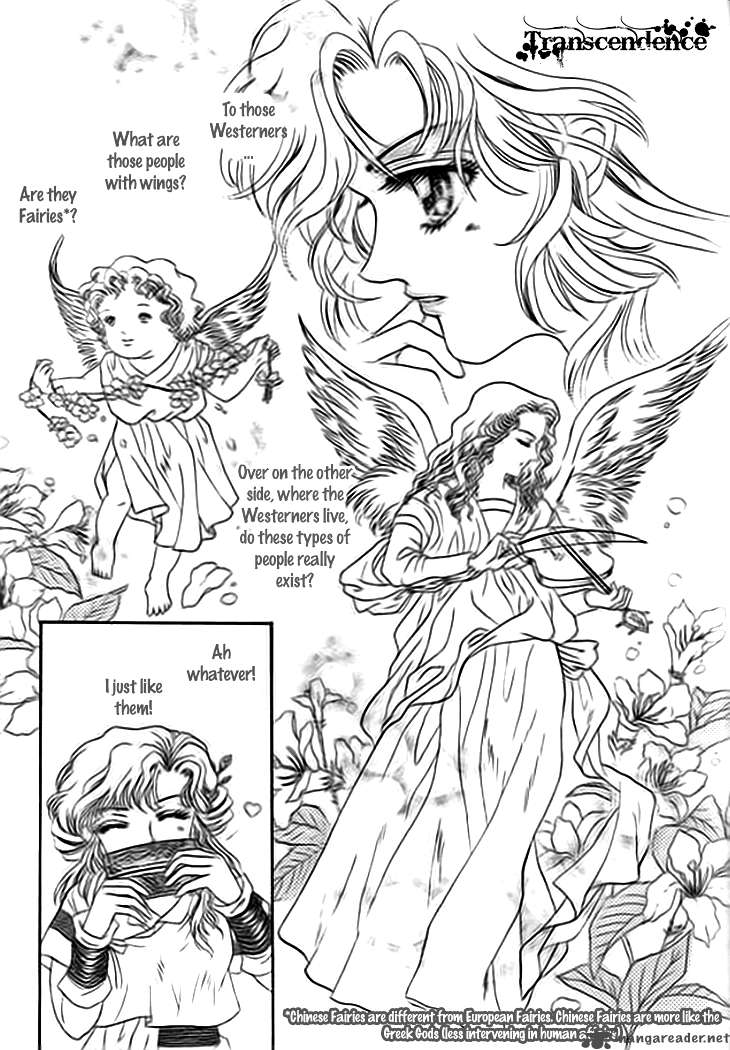 Transcendence
To those
Westerners
...
What are
those people
with wings?
Are they
Fairies*?
Over on the other
side, where the
Westerners live,
do these types of
people really
exist?
Ah
whatever!
I just like
them!
*Chinese Fairies are different from European Fairies. Chinese Fairies are more like the
Greek Gods (less intervening in human
mangareader.net